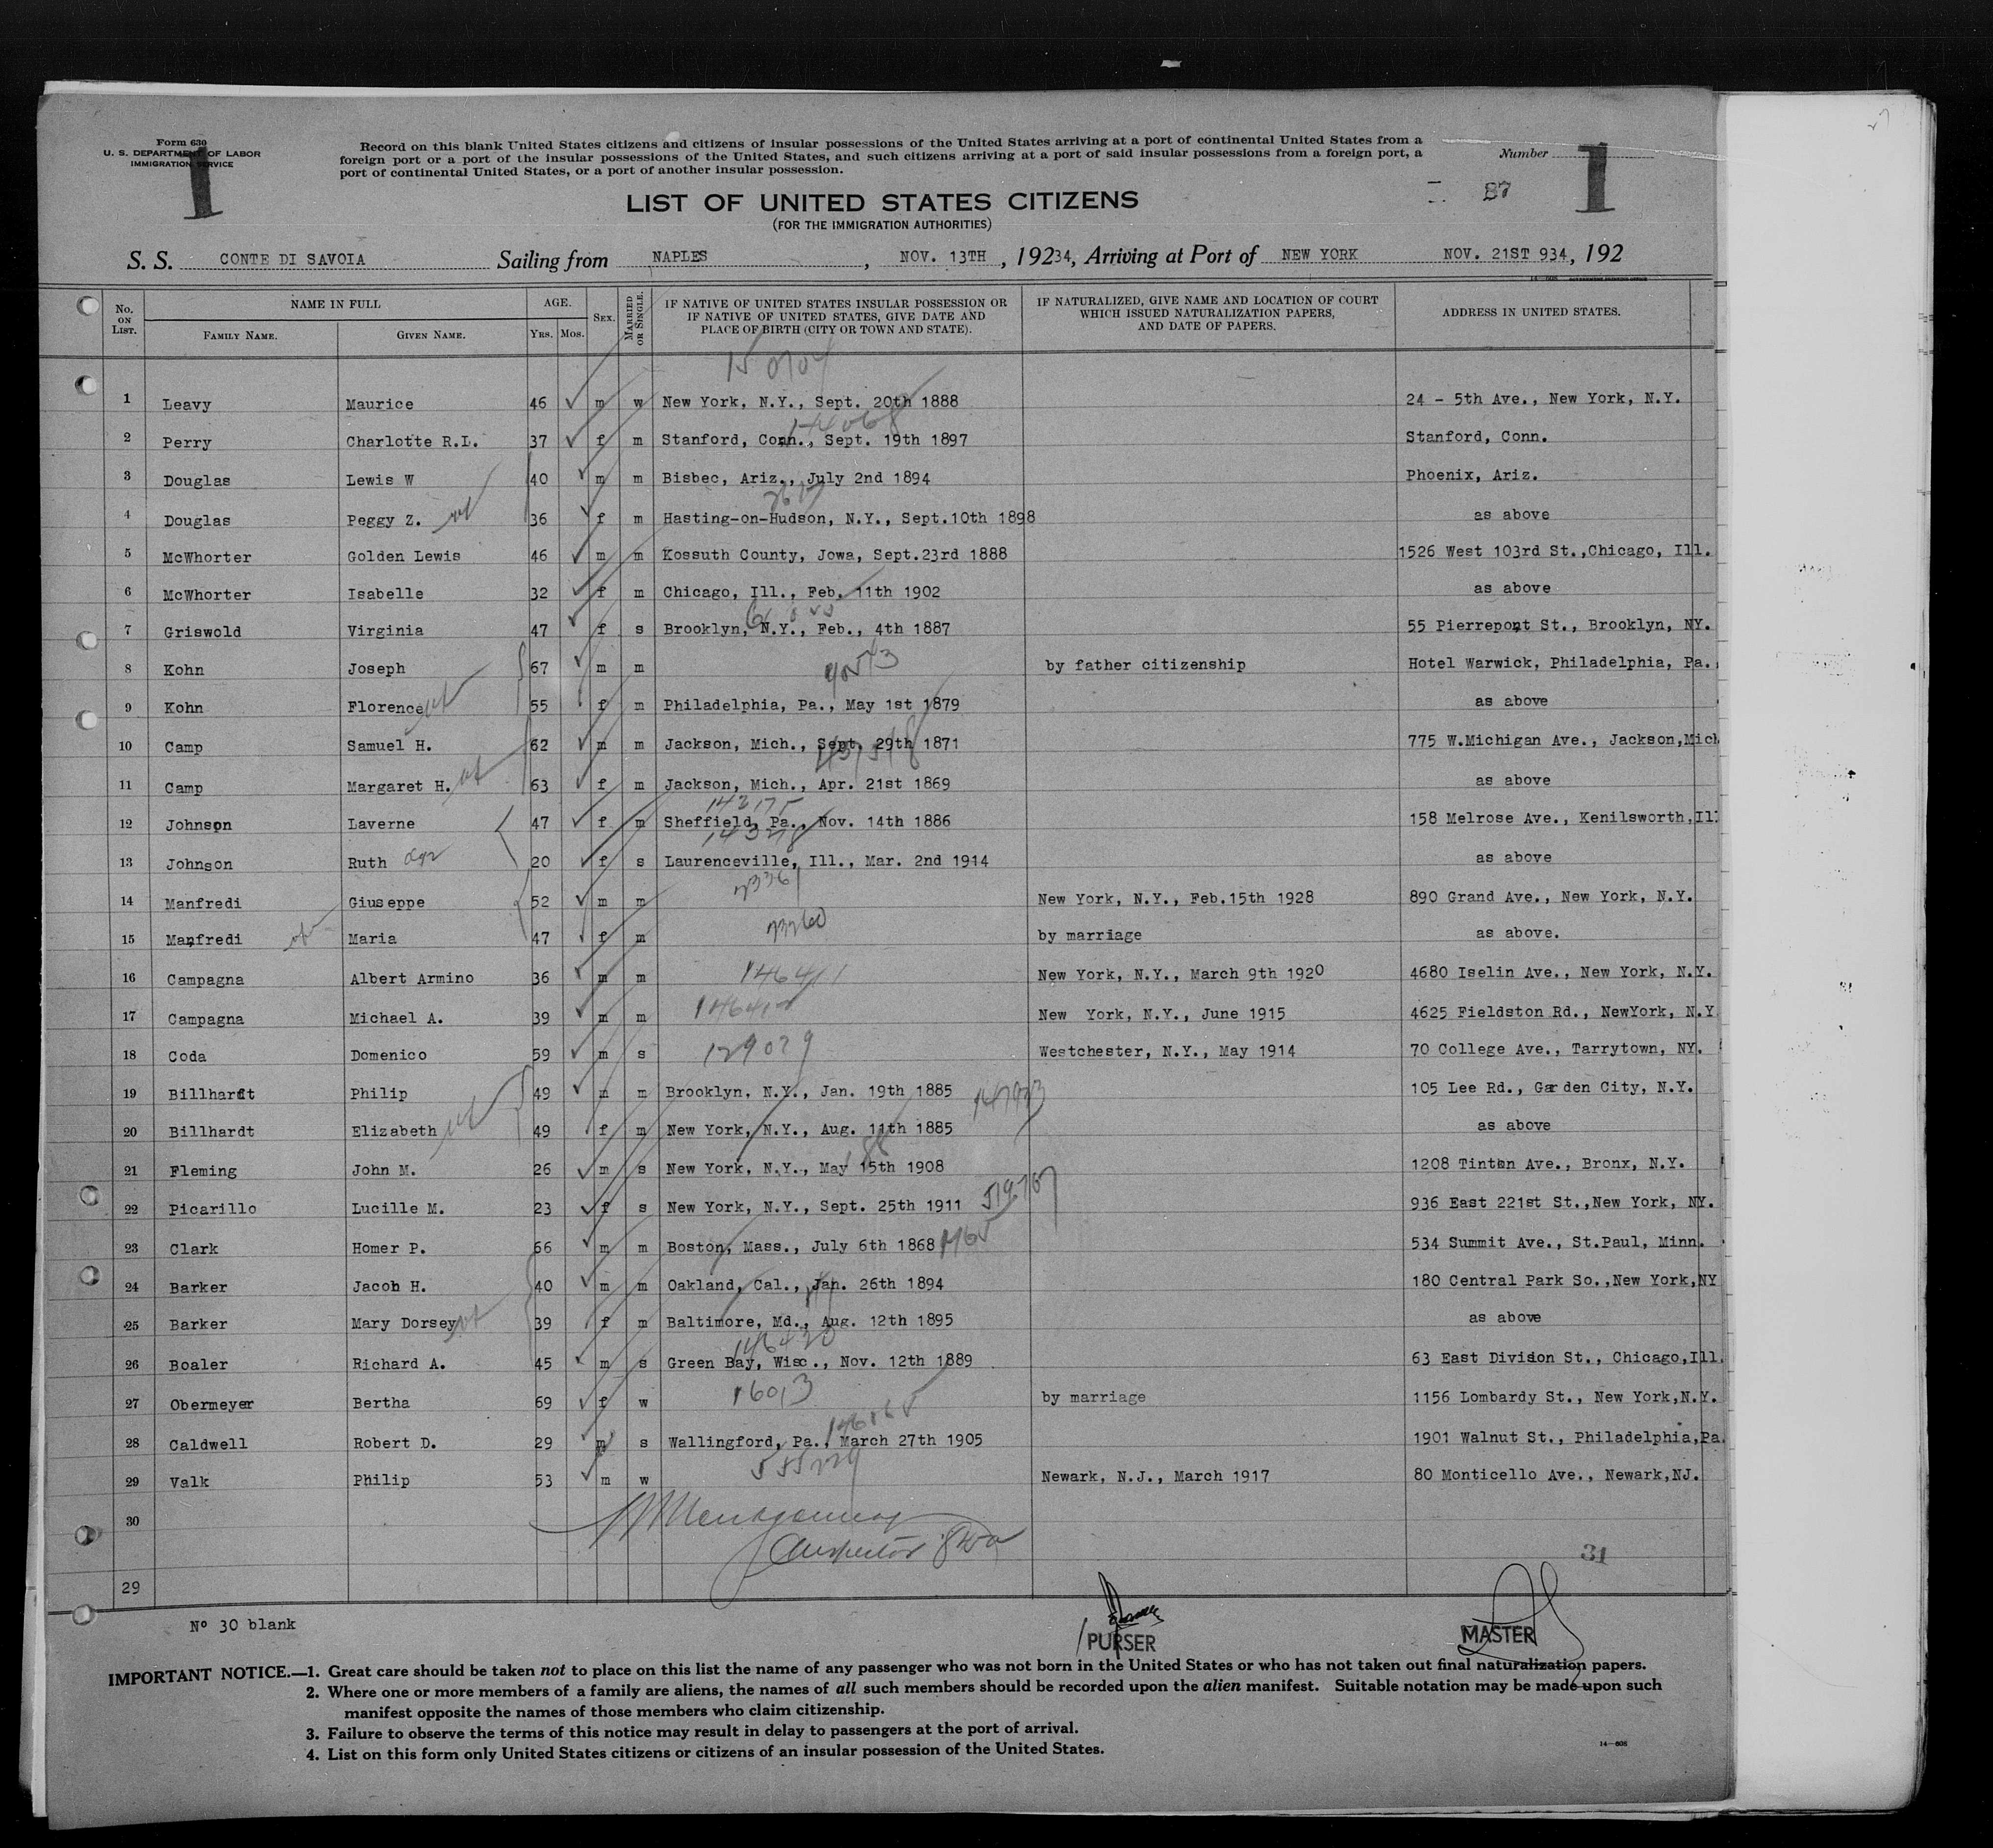 Form 630
U. S. DEPARTMENT OF LABOR
IMMIGRATION SERVICE
1
Record on this blank United States citizens and citizens of insular possessions of the United States arriving at a port of continental United States from a
foreign port or a port of the insular possessions of the United States, and such citizens arriving at a port of said insular possessions from a foreign port, a
port of continental United States, or a port of another insular possession.
Number
87
1
LIST OF UNITED STATES CITIZENS
(FOR THE IMMIGRATION AUTHORITIES)
S. S. CONTE DI SAVOIA Sailing from NAPLES, NOV. 13TH, 19234, Arriving at Port of NEW YORK NOV. 21ST 934, 192
No. ON LIST. NAME IN FULL FAMILY NAME. GIVEN NAME. AGE. YRS. MOS. SEX. MARRIED OR SINGLE. IF NATIVE OF UNITED STATES INSULAR POSSESSION OR IF NATIVE OF UNITED STATES, GIVE DATE AND PLACE OF BIRTH (CITY OR TOWN AND STATE). IF NATURALIZED, GIVE NAME AND LOCATION OF COURT WHICH ISSUED NATURALIZATION PAPERS, AND DATE OF PAPERS. ADDRESS IN UNITED STATES.
150704
1 Leavy Maurice 46 m w New York, N.Y., Sept. 20th 1888 24 - 5th Ave., New York, N.Y.
2 Perry Charlotte R.L. 37 f m Stanford, Conn., Sept. 19th 1897 Stanford, Conn.
3 Douglas Lewis W 40 m m Bisbec, Ariz., July 2nd 1894 Phoenix, Ariz.
4 Douglas Peggy Z. 36 f m Hasting-on-Hudson, N.Y., Sept.10th 1898 as above
5 McWhorter Golden Lewis 46 m m Kossuth County, Jowa, Sept.23rd 1888 1526 West 103rd St.,Chicago, Ill.
6 McWhorter Isabelle 32 f m Chicago, Ill., Feb. 11th 1902 as above
7 Griswold Virginia 47 f s Brooklyn, N.Y., Feb., 4th 1887 55 Pierrepont St., Brooklyn, NY.
8 Kohn Joseph 67 m m by father citizenship Hotel Warwick, Philadelphia, Pa.
9 Kohn Florence 55 f m Philadelphia, Pa., May 1st 1879 as above
10 Camp Samuel H. 62 m m Jackson, Mich., Sept. 29th 1871 775 W.Michigan Ave., Jackson,Mich
11 Camp Margaret H. 63 f m Jackson, Mich., Apr. 21st 1869 as above
143175
12 Johnson Laverne 47 f m Sheffield, Pa., Nov. 14th 1886 158 Melrose Ave., Kenilsworth,Ill
13 Johnson Ruth 20 f s Laurenceville, Ill., Mar. 2nd 1914 as above
14 Manfredi Giuseppe 52 m m New York, N.Y., Feb.15th 1928 890 Grand Ave., New York, N.Y.
15 Manfredi Maria 47 f m by marriage as above.
16 Campagna Albert Armino 36 m m 146411 New York, N.Y., March 9th 1920 4680 Iselin Ave., New York, N.Y.
17 Campagna Michael A. 39 m m New York, N.Y., June 1915 4625 Fieldston Rd., NewYork, N.Y
18 Coda Domenico 59 m s 129029 Westchester, N.Y., May 1914 70 College Ave., Tarrytown, NY.
19 Billhardt Philip 49 m m Brooklyn, N.Y., Jan. 19th 1885 105 Lee Rd., Garden City, N.Y.
20 Billhardt Elizabeth 49 f m New York, N.Y., Aug. 11th 1885 as above
21 Fleming John M. 26 m s New York, N.Y., May 15th 1908 1208 Tinton Ave., Bronx, N.Y.
22 Picarillo Lucille M. 23 f s New York, N.Y., Sept. 25th 1911 936 East 221st St.,New York, NY.
23 Clark Homer P. 66 m m Boston, Mass., July 6th 1868 534 Summit Ave., St.Paul, Minn.
24 Barker Jacob H. 40 m m Oakland, Cal., Jan. 26th 1894 180 Central Park So.,New York,NY
25 Barker Mary Dorsey 39 f m Baltimore, Md., Aug. 12th 1895 as above
146420
26 Boaler Richard A. 45 m s Green Bay, Wisc., Nov. 12th 1889 63 East Division St., Chicago,Ill.
27 Obermeyer Bertha 69 f w 16013 by marriage 1156 Lombardy St., New York,N.Y.
28 Caldwell Robert D. 29 m s Wallingford, Pa., March 27th 1905 1901 Walnut St., Philadelphia,Pa.
29 Valk Philip 53 m w Newark, N.J., March 1917 80 Monticello Ave., Newark,NJ.
30
Montgomery
Inspector
31
29
Nº 30 blank
PURSER
MASTER
IMPORTANT NOTICE.—1. Great care should be taken not to place on this list the name of any passenger who was not born in the United States or who has not taken out final naturalization papers.
2. Where one or more members of a family are aliens, the names of all such members should be recorded upon the alien manifest. Suitable notation may be made upon such
manifest opposite the names of those members who claim citizenship.
3. Failure to observe the terms of this notice may result in delay to passengers at the port of arrival.
4. List on this form only United States citizens or citizens of an insular possession of the United States.
14—608